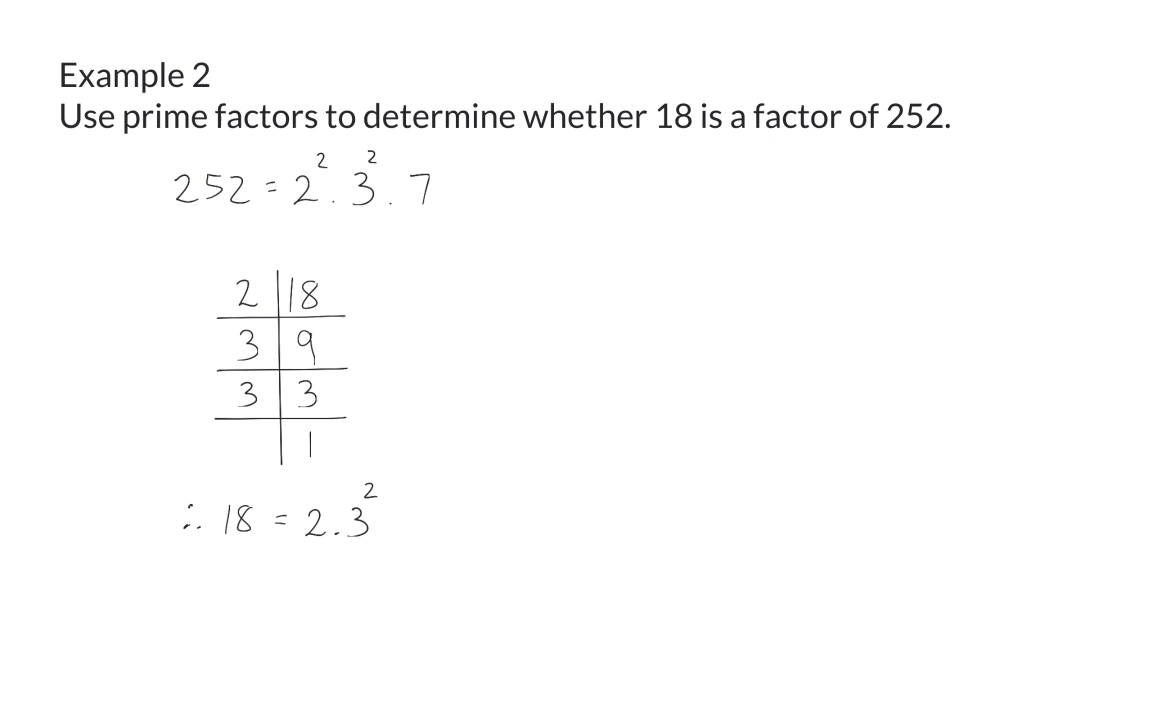 Example 2
Use prime factors to determine whether 18 is a factor of 252.
252 = 2². 3². 7
2 | 18
3 | 9
3 | 3
| 1
∴ 18 = 2.3²